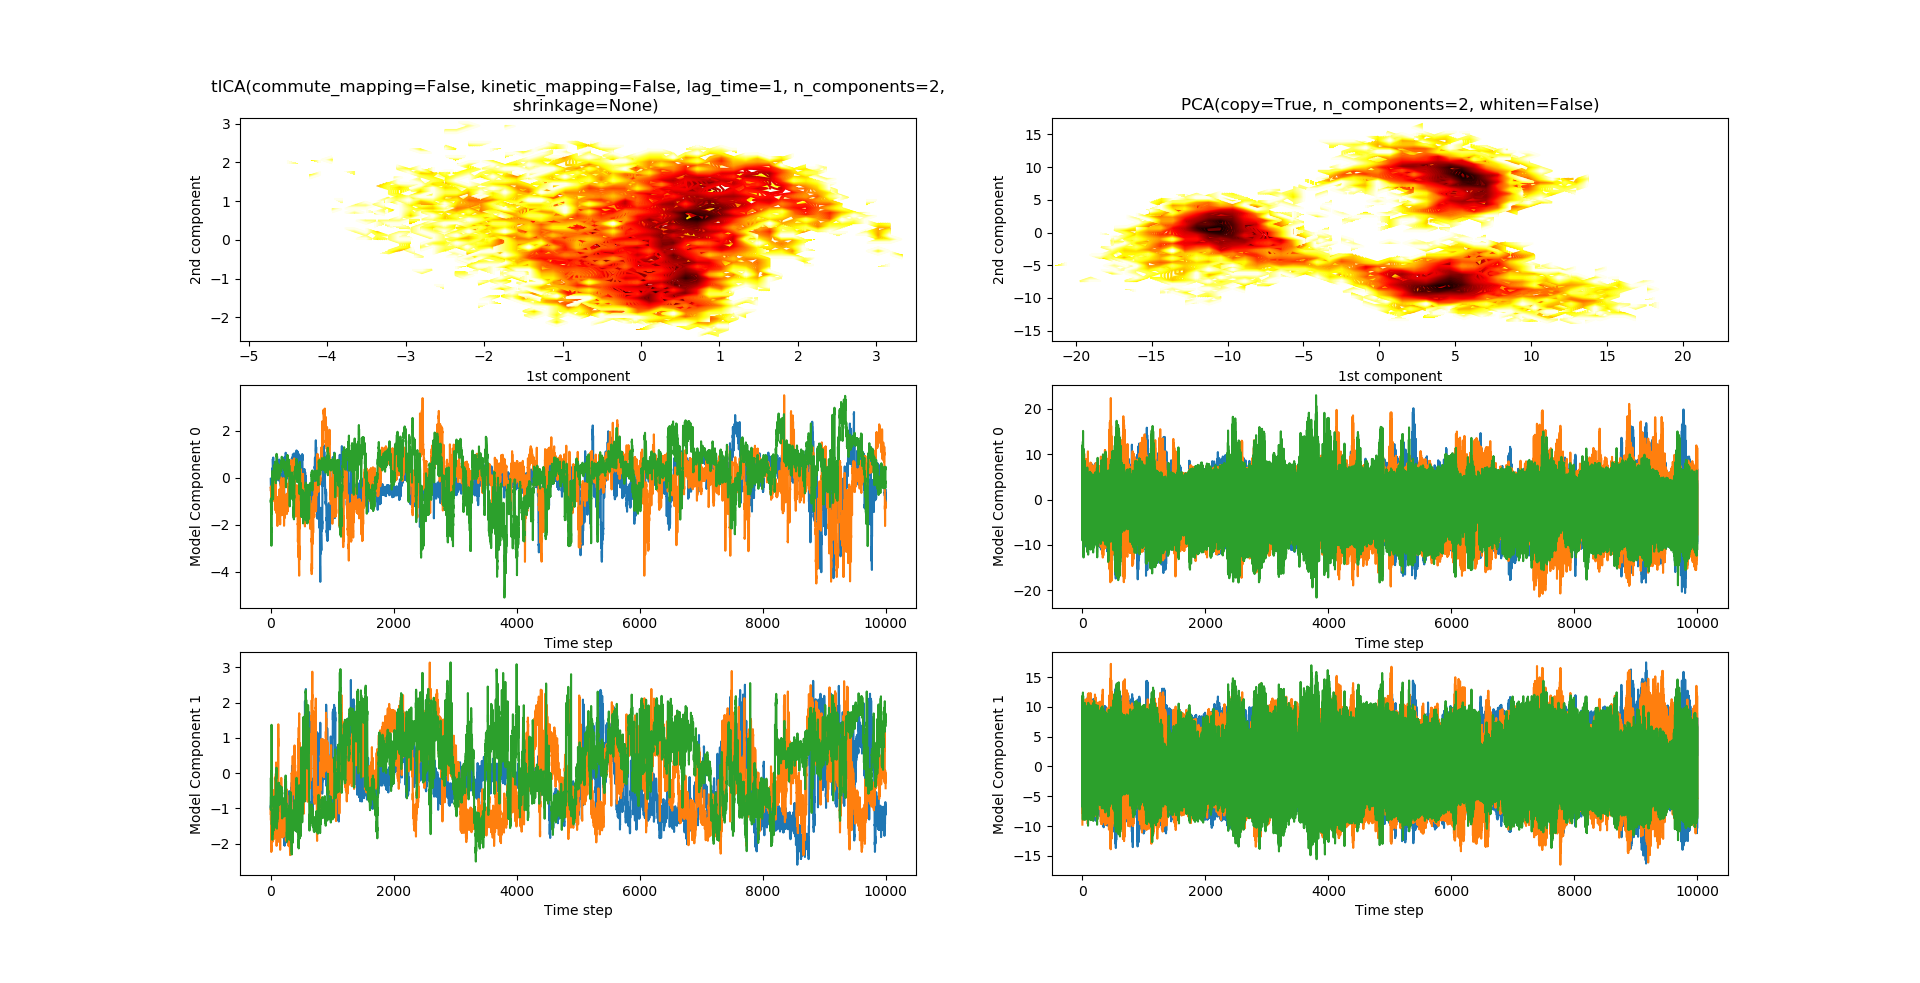 tICA(commute_mapping=False, kinetic_mapping=False, lag_time=1, n_components=2,
shrinkage=None)
3
2
1
0
−1
−2
2nd component
−5 −4 −3 −2 −1 0 1 2 3
1st component
PCA(copy=True, n_components=2, whiten=False)
15
10
5
0
−5
−10
−15
2nd component
−20 −15 −10 −5 0 5 10 15 20
1st component
2
0
−2
−4
Model Component 0
0 2000 4000 6000 8000 10000
Time step
20
10
0
−10
−20
Model Component 0
0 2000 4000 6000 8000 10000
Time step
3
2
1
0
−1
−2
Model Component 1
0 2000 4000 6000 8000 10000
Time step
15
10
5
0
−5
−10
−15
Model Component 1
0 2000 4000 6000 8000 10000
Time step